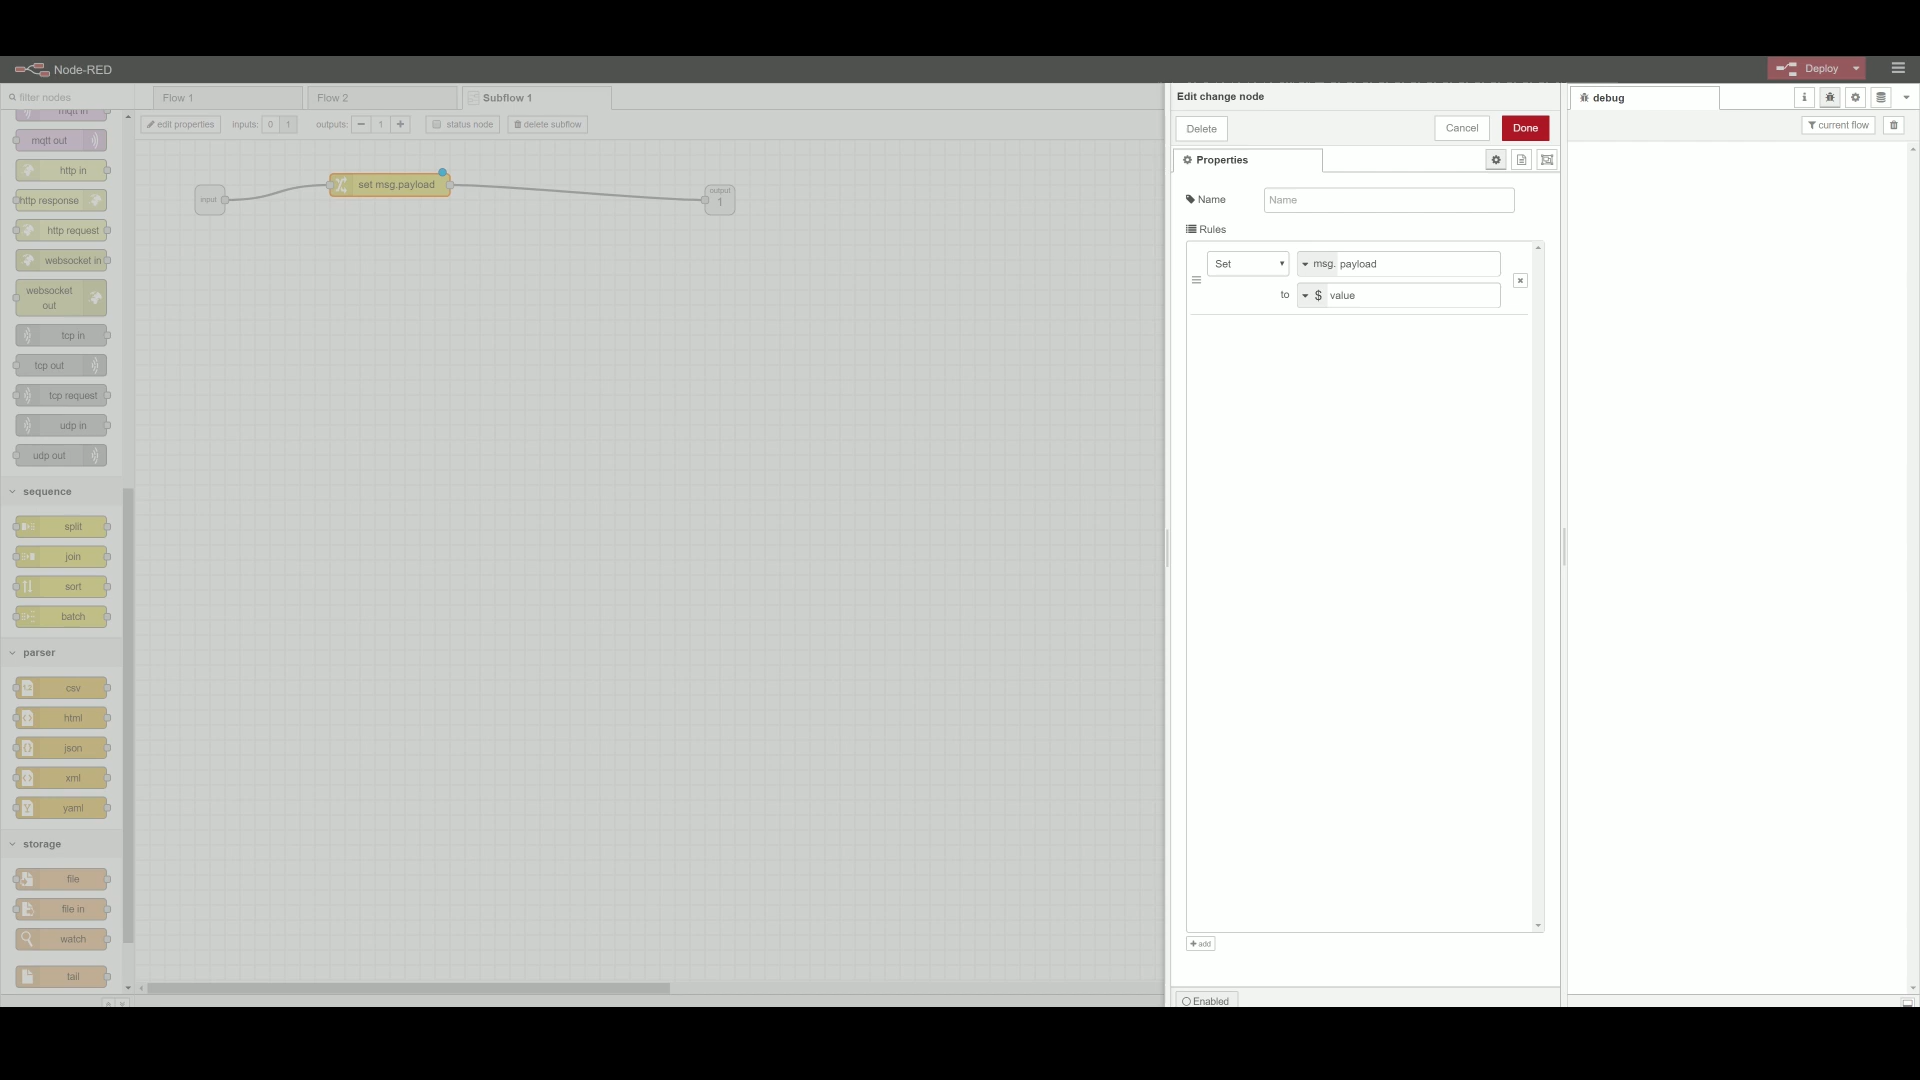 Node-RED
Deploy
filter nodes
Flow 1
Flow 2
Subflow 1
edit properties
inputs: 0 1
outputs: 1
status node
delete subflow
mqtt in
mqtt out
http in
http response
http request
websocket in
websocket
out
tcp in
tcp out
tcp request
udp in
udp out
sequence
split
join
sort
batch
parser
csv
html
json
xml
yaml
storage
file
file in
watch
tail
input
set msg.payload
output
1
Edit change node
Delete
Cancel
Done
Properties
Name
Name
Rules
Set
msg. payload
to
$ value
add
Enabled
debug
current flow